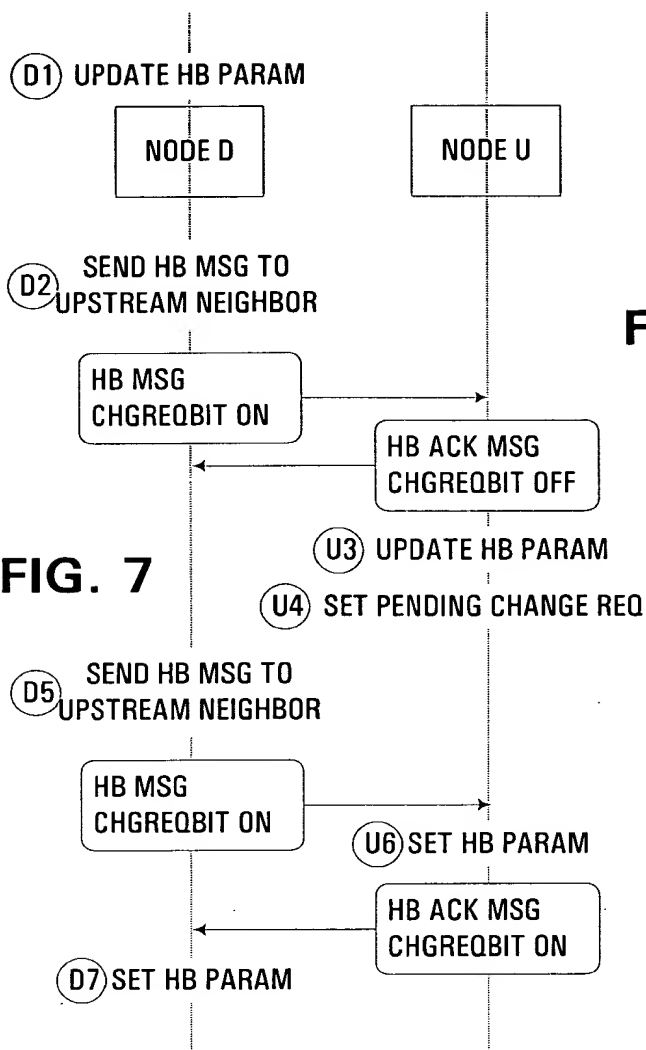 D1 UPDATE HB PARAM
NODE D
NODE U
D2 SEND HB MSG TO
UPSTREAM NEIGHBOR
F
HB MSG
CHGREQBIT ON
HB ACK MSG
CHGREQBIT OFF
U3 UPDATE HB PARAM
FIG. 7
U4 SET PENDING CHANGE REQ
D5 SEND HB MSG TO
UPSTREAM NEIGHBOR
HB MSG
CHGREQBIT ON
U6 SET HB PARAM
HB ACK MSG
CHGREQBIT ON
D7 SET HB PARAM